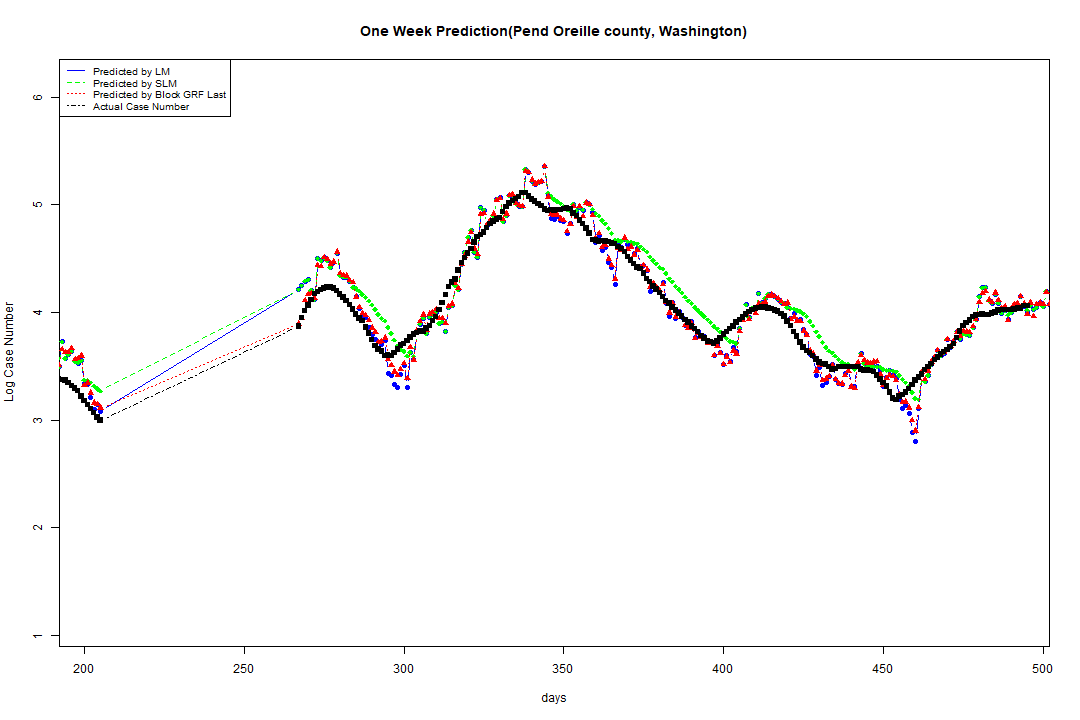 One Week Prediction(Pend Oreille county, Washington)
Predicted by LM
Predicted by SLM
Predicted by Block GRF Last
Actual Case Number
6
5
4
3
2
1
Log Case Number
200 250 300 350 400 450 500
days